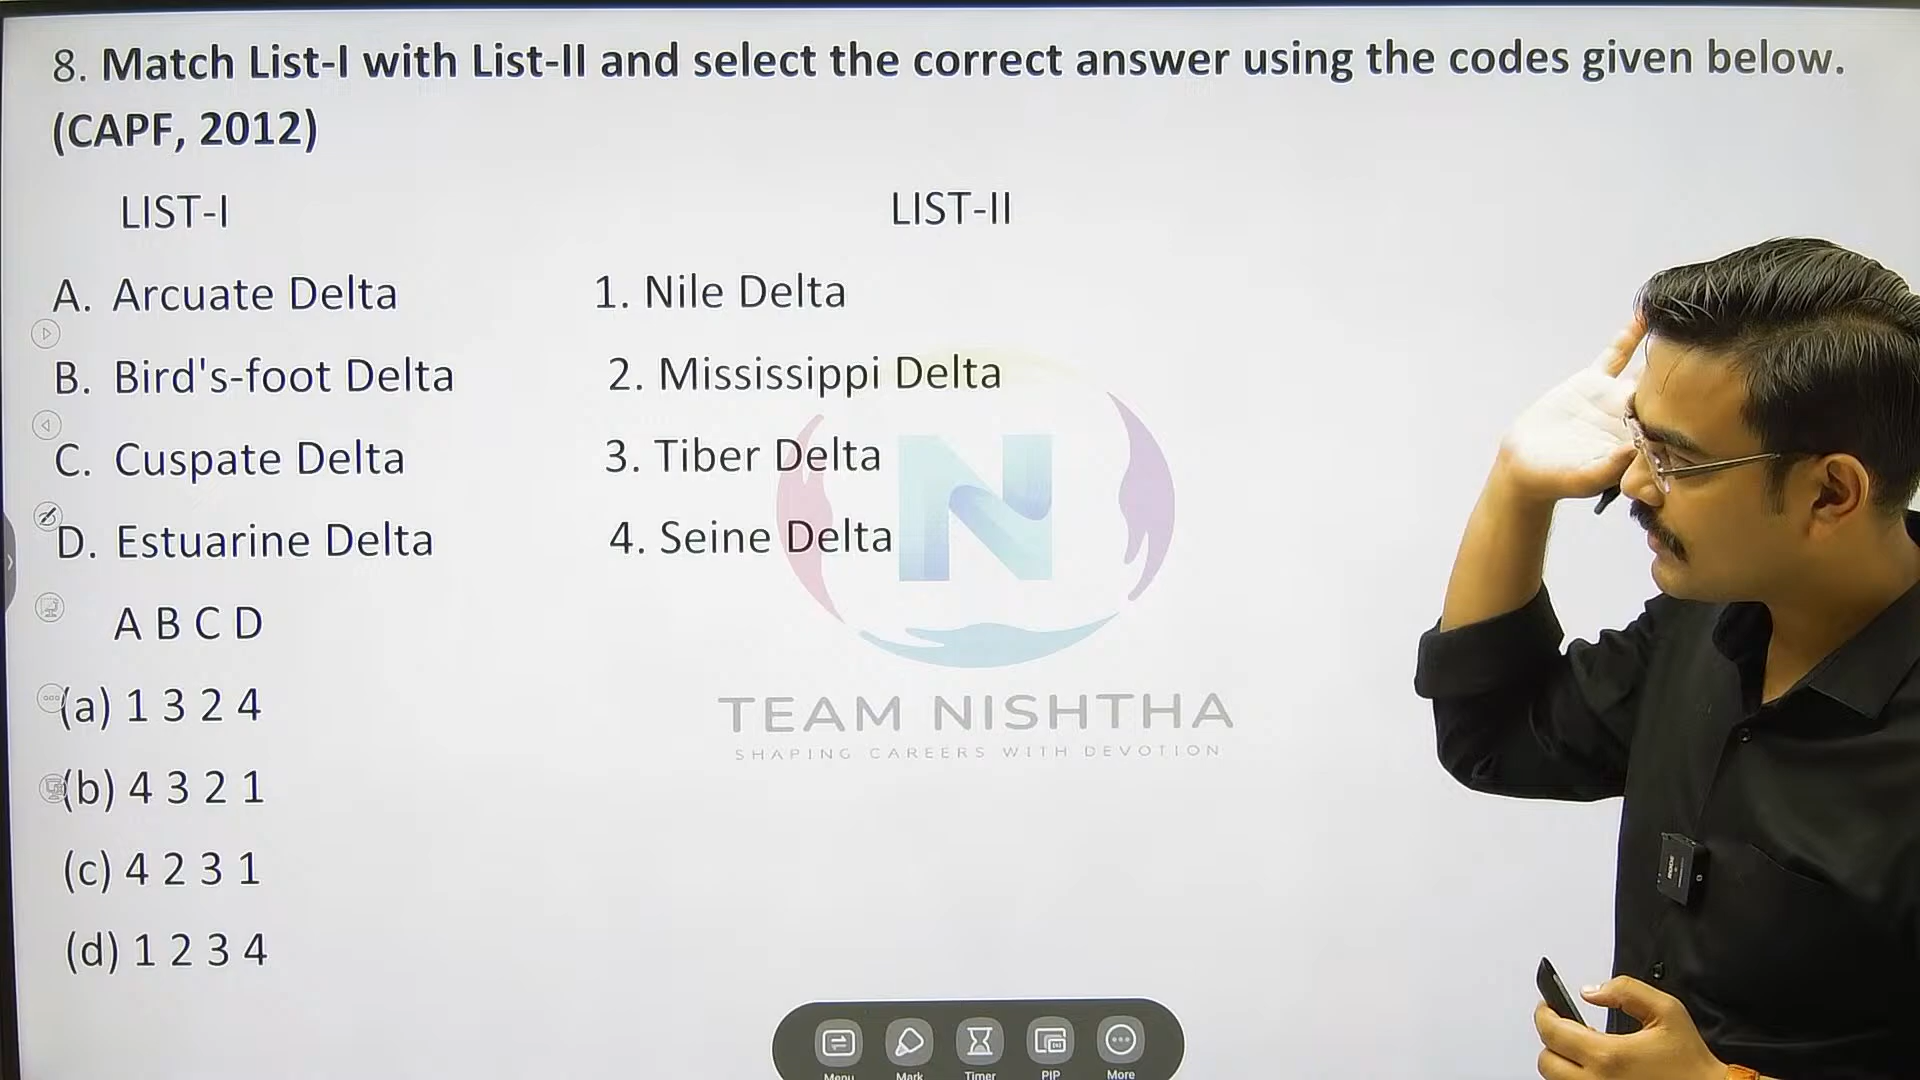 8. Match List-I with List-II and select the correct answer using the codes given below.
(CAPF, 2012)
LIST-I LIST-II
A. Arcuate Delta 1. Nile Delta
B. Bird's-foot Delta 2. Mississippi Delta
C. Cuspate Delta 3. Tiber Delta
D. Estuarine Delta 4. Seine Delta
A B C D
(a) 1 3 2 4
(b) 4 3 2 1
(c) 4 2 3 1
(d) 1 2 3 4
N
TEAM NISHTHA
SHAPING CAREERS WITH DEVOTION
RODE
Menu Mark Timer PIP More